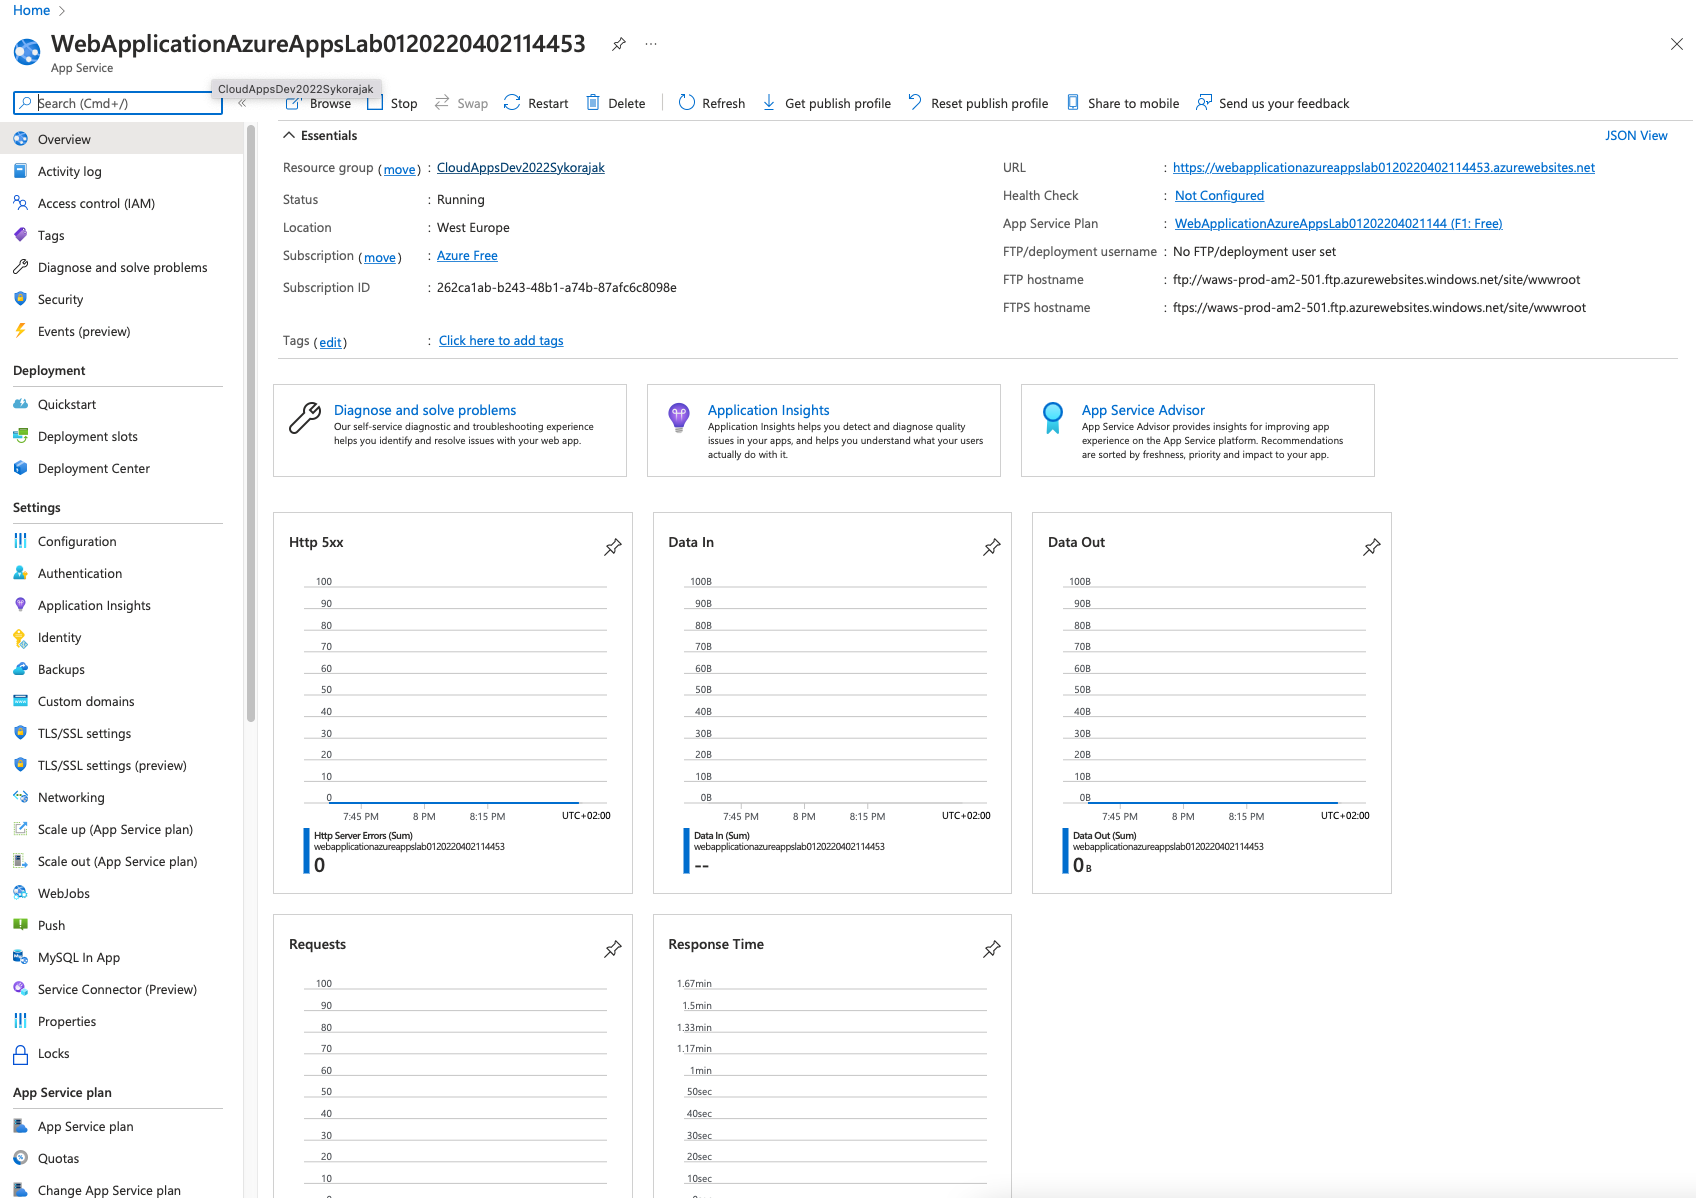 Home
WebApplicationAzureAppsLab0120220402114453
App Service
CloudAppsDev2022Sykorajak
Search (Cmd+/)
Browse Stop Swap Restart Delete Refresh Get publish profile Reset publish profile Share to mobile Send us your feedback
Overview
Activity log
Access control (IAM)
Tags
Diagnose and solve problems
Security
Events (preview)
Deployment
Quickstart
Deployment slots
Deployment Center
Settings
Configuration
Authentication
Application Insights
Identity
Backups
Custom domains
TLS/SSL settings
TLS/SSL settings (preview)
Networking
Scale up (App Service plan)
Scale out (App Service plan)
WebJobs
Push
MySQL In App
Service Connector (Preview)
Properties
Locks
App Service plan
App Service plan
Quotas
Change App Service plan
Essentials
JSON View
Resource group (move) : CloudAppsDev2022Sykorajak
Status : Running
Location : West Europe
Subscription (move) : Azure Free
Subscription ID : 262ca1ab-b243-48b1-a74b-87afc6c8098e
Tags (edit) : Click here to add tags
URL : https://webapplicationazureappslab0120220402114453.azurewebsites.net
Health Check : Not Configured
App Service Plan : WebApplicationAzureAppsLab01202204021144 (F1: Free)
FTP/deployment username : No FTP/deployment user set
FTP hostname : ftp://waws-prod-am2-501.ftp.azurewebsites.windows.net/site/wwwroot
FTPS hostname : ftps://waws-prod-am2-501.ftp.azurewebsites.windows.net/site/wwwroot
Diagnose and solve problems
Our self-service diagnostic and troubleshooting experience
helps you identify and resolve issues with your web app.
Application Insights
Application Insights helps you detect and diagnose quality
issues in your apps, and helps you understand what your users
actually do with it.
App Service Advisor
App Service Advisor provides insights for improving app
experience on the App Service platform. Recommendations
are sorted by freshness, priority and impact to your app.
Http 5xx
100
90
80
70
60
50
40
30
20
10
0
7:45 PM 8 PM 8:15 PM UTC+02:00
Http Server Errors (Sum)
webapplicationazureappslab0120220402114453
0
Data In
100B
90B
80B
70B
60B
50B
40B
30B
20B
10B
0B
7:45 PM 8 PM 8:15 PM UTC+02:00
Data In (Sum)
webapplicationazureappslab0120220402114453
--
Data Out
100B
90B
80B
70B
60B
50B
40B
30B
20B
10B
0B
7:45 PM 8 PM 8:15 PM UTC+02:00
Data Out (Sum)
webapplicationazureappslab0120220402114453
0 B
Requests
100
90
80
70
60
50
40
30
20
10
Response Time
1.67min
1.5min
1.33min
1.17min
1min
50sec
40sec
30sec
20sec
10sec